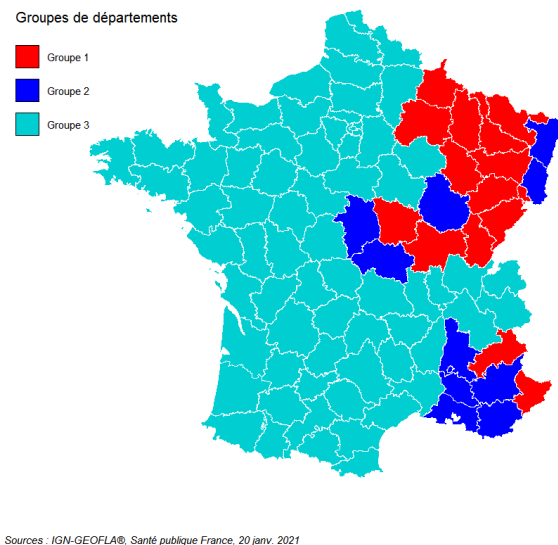 Groupes de départements
Groupe 1
Groupe 2
Groupe 3
Sources : IGN-GEOFLA®, Santé publique France, 20 janv. 2021